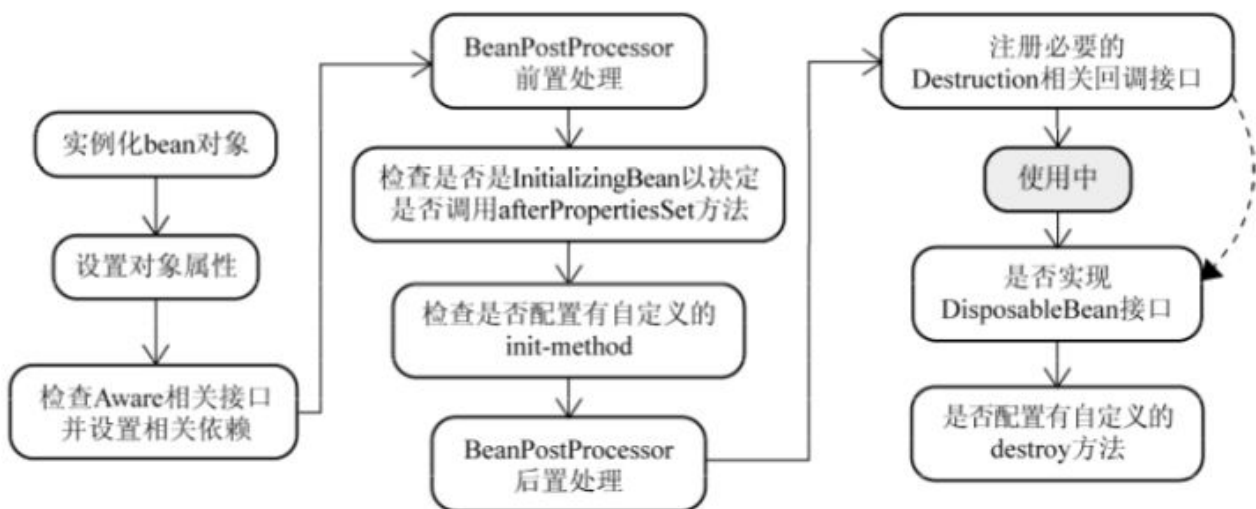 实例化bean对象
设置对象属性
检查Aware相关接口
并设置相关依赖
BeanPostProcessor
前置处理
检查是否是InitializingBean以决定
是否调用afterPropertiesSet方法
检查是否配置有自定义的
init-method
BeanPostProcessor
后置处理
注册必要的
Destruction相关回调接口
使用中
是否实现
DisposableBean接口
是否配置有自定义的
destroy方法